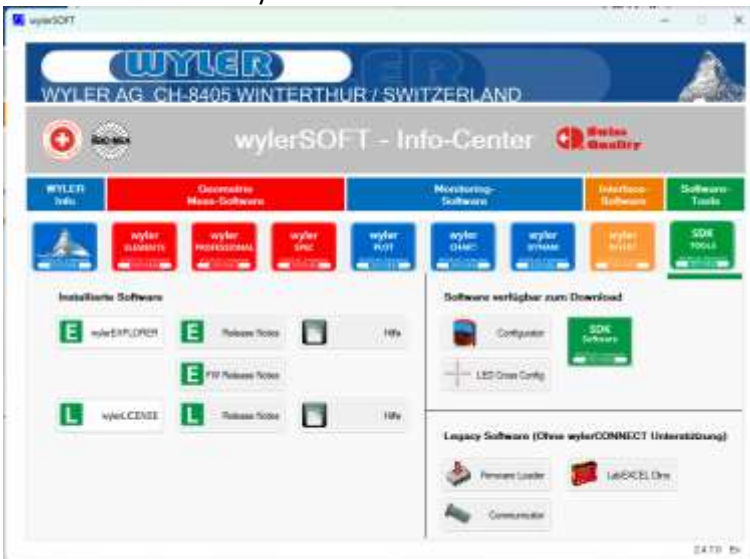 wylerSOFT
WYLER
WYLER AG CH-8405 WINTERTHUR / SWITZERLAND
wylerSOFT - Info-Center
Swiss Quality
WYLER Info
Geometrie Mess-Software
Monitoring-Software
Interface-Software
Software-Tools
wyler ELEMENTS
wyler PROFESSIONAL
wyler SPEC
wyler PLOT
wyler CHART
wyler DYNAM
wyler INSERT
SDK TOOLS
Installierte Software
E wylerEXPLORER
E Release Notes
Hilfe
E FW Release Notes
L wylerLICENSE
L Release Notes
Hilfe
Software verfügbar zum Download
Configurator
SDK Software
LED Cross Config
Legacy Software (Ohne wylerCONNECT Unterstützung)
Firmware Loader
LabEXCEL Clino
Communicator